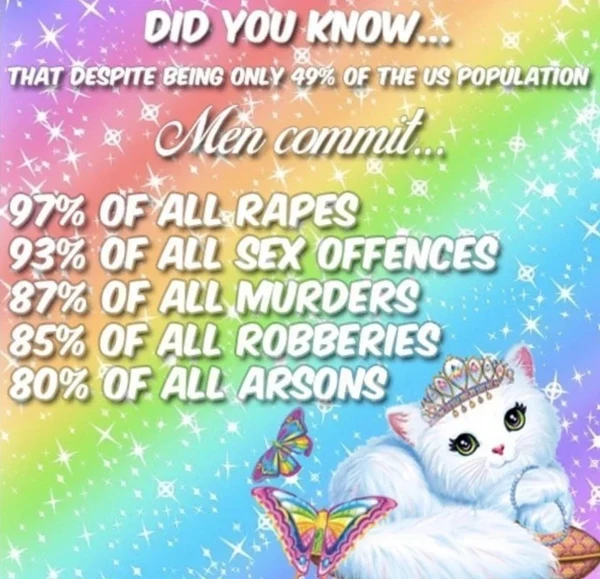 DID YOU KNOW...
THAT DESPITE BEING ONLY 49% OF THE US POPULATION
Men commit...
97% OF ALL RAPES
93% OF ALL SEX OFFENCES
87% OF ALL MURDERS
85% OF ALL ROBBERIES
80% OF ALL ARSONS